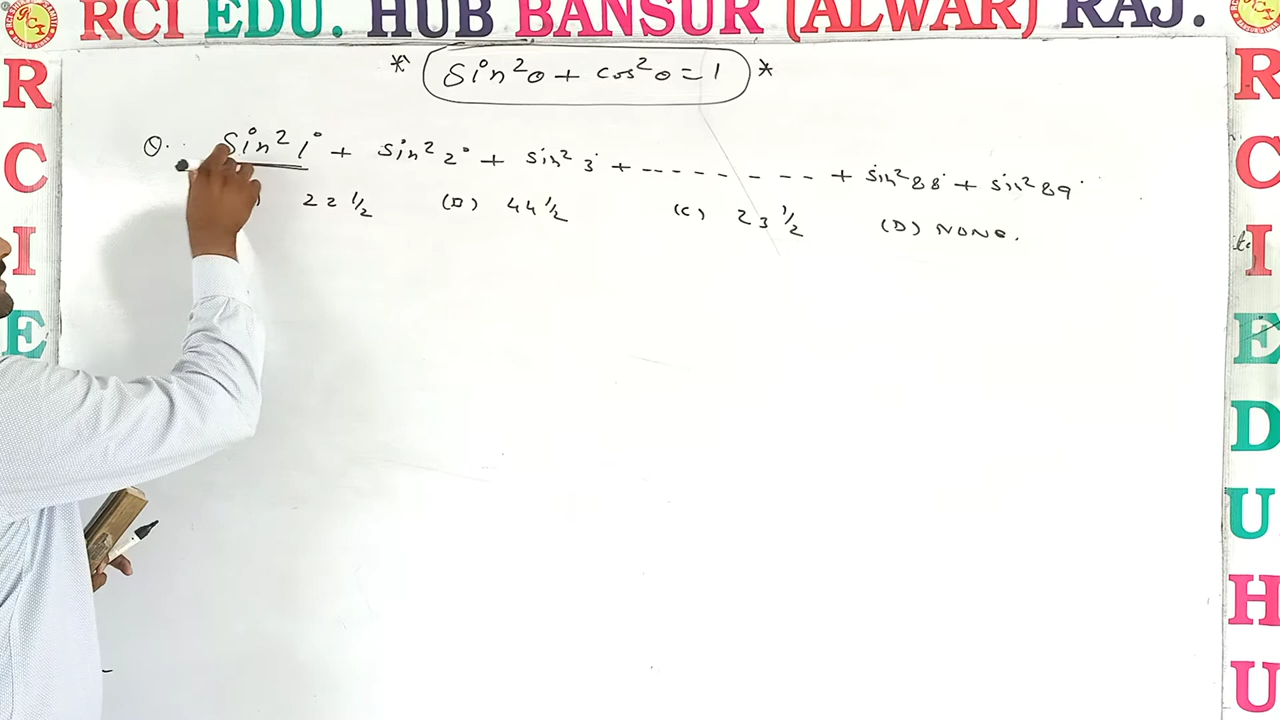 RCI EDU. HUB BANSUR (ALWAR) RAJ.
* Sin²θ + cos²θ = 1 *
Q. Sin²1° + sin²2° + sin²3° + --------- + sin²88° + sin²89°
22 1/2 (B) 44 1/2 (C) 23 1/2 (D) NONE.
R
C
I
E
R
C
I
E
D
U
H
U